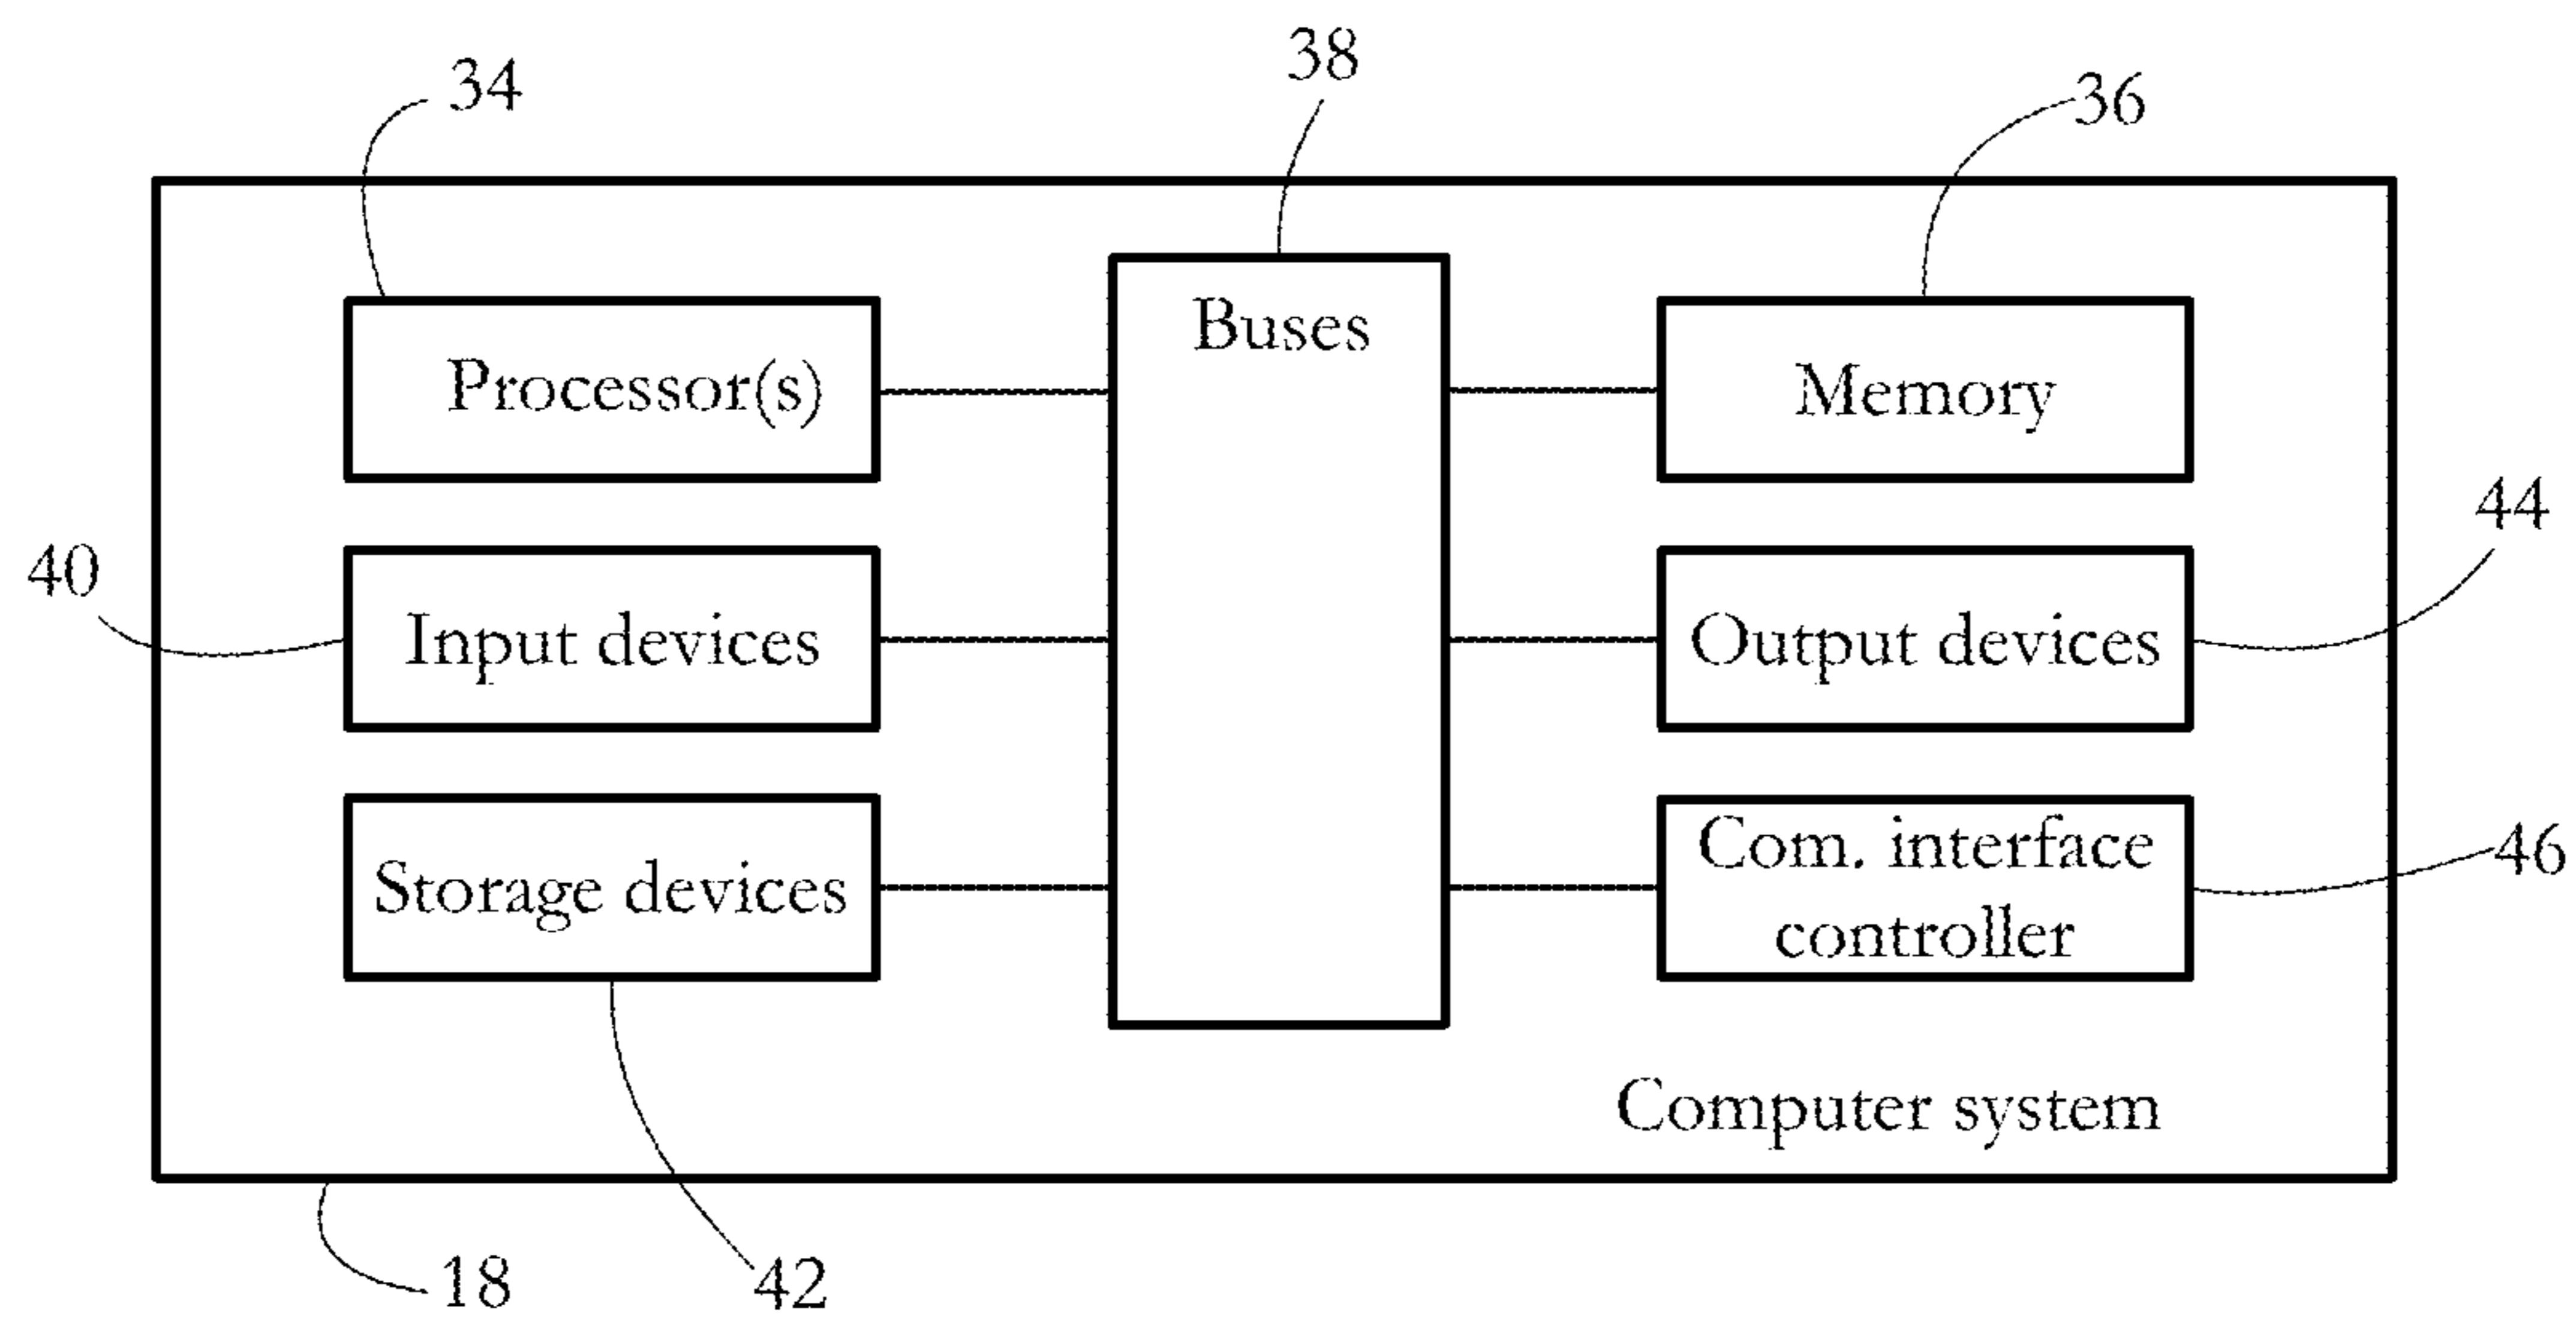 34
38
36
Processor(s)
Buses
Memory
40
Input devices
Output devices
44
Storage devices
Com. interface
controller
46
Computer system
18
42